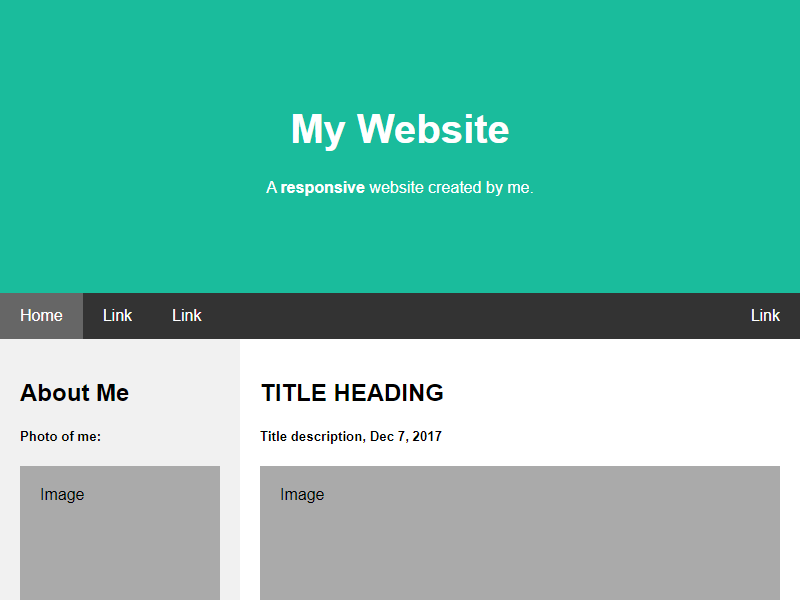 My Website
A responsive website created by me.
Home Link Link Link
About Me
Photo of me:
Image
TITLE HEADING
Title description, Dec 7, 2017
Image